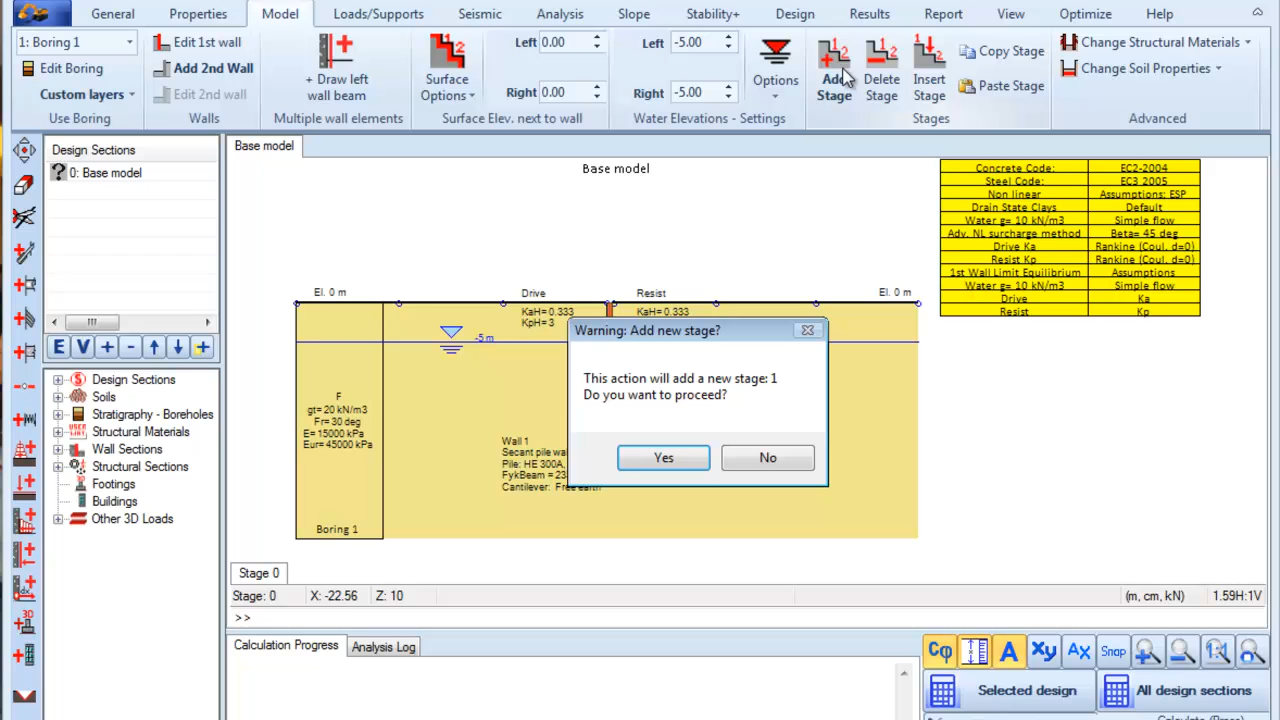 General Properties Model Loads/Supports Seismic Analysis Slope Stability+ Design Results Report View Optimize Help
1: Boring 1
Edit Boring
Custom layers
Use Boring
Edit 1st wall
Add 2nd Wall
Edit 2nd wall
Walls
+ Draw left
wall beam
Multiple wall elements
Surface
Options
Left 0.00
Right 0.00
Surface Elev. next to wall
Left -5.00
Right -5.00
Options
Water Elevations - Settings
Add
Stage
Delete
Stage
Insert
Stage
Copy Stage
Paste Stage
Stages
Change Structural Materials
Change Soil Properties
Advanced
Design Sections
0: Base model
E V + - +
Design Sections
Soils
Stratigraphy - Boreholes
Structural Materials
Wall Sections
Structural Sections
Footings
Buildings
Other 3D Loads
Base model
Base model
Concrete Code: EC2-2004
Steel Code: EC3 2005
Non linear Assumptions: ESP
Drain State Clays Default
Water g= 10 kN/m3 Simple flow
Adv. NL surcharge method Beta= 45 deg
Drive Ka Rankine (Coul, d=0)
Resist Kp Rankine (Coul, d=0)
1st Wall Limit Equilibrium Assumptions
Water g= 10 kN/m3 Simple flow
Drive Ka
Resist Kp
El. 0 m Drive Resist El. 0 m
KaH= 0.333 KaH= 0.333
KpH= 3
-5 m
F
gt= 20 kN/m3
Fr= 30 deg
E= 15000 kPa
Eur= 45000 kPa
Boring 1
Wall 1
Secant pile wa
Pile: HE 300A,
FykBeam = 23
Cantilever: Free earth
Warning: Add new stage?
This action will add a new stage: 1
Do you want to proceed?
Yes No
Stage 0
Stage: 0 X: -22.56 Z: 10 (m, cm, kN) 1.59H:1V
>>
Calculation Progress Analysis Log
Cφ A Xy Ax Snap 1:1
Selected design All design sections